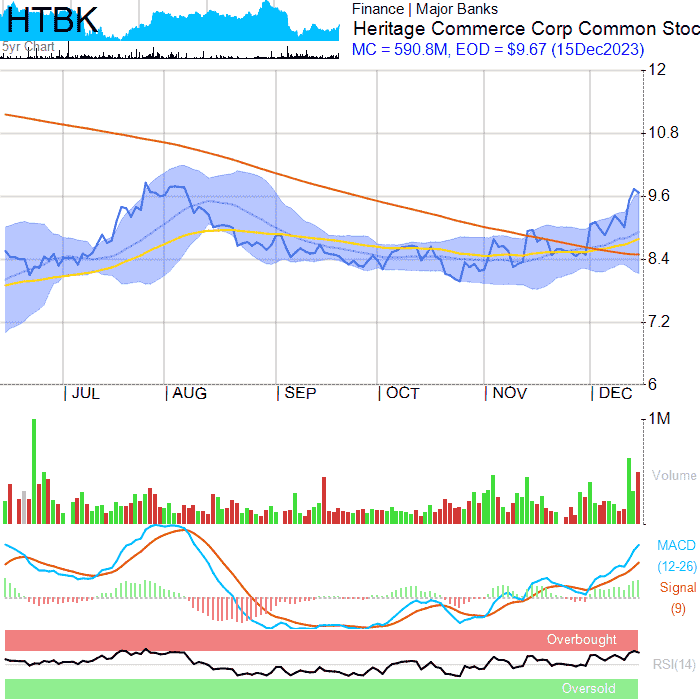 HTBK
5yr Chart
Finance | Major Banks
Heritage Commerce Corp Common Stoc
MC = 590.8M, EOD = $9.67 (15Dec2023)
12
10.8
9.6
8.4
7.2
6
JUL AUG SEP OCT NOV DEC
1M
Volume
MACD
(12-26)
Signal
(9)
Overbought
RSI(14)
Oversold